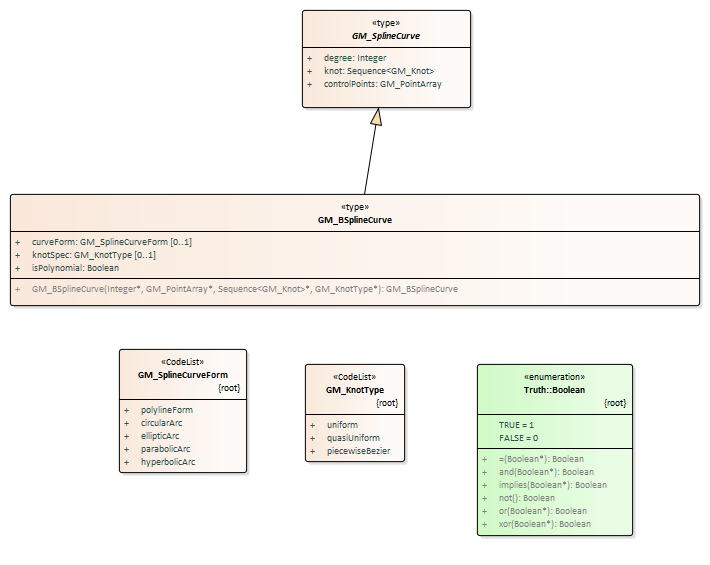 «type»
GM_SplineCurve
+ degree: Integer
+ knot: Sequence<GM_Knot>
+ controlPoints: GM_PointArray
«type»
GM_BSplineCurve
+ curveForm: GM_SplineCurveForm [0..1]
+ knotSpec: GM_KnotType [0..1]
+ isPolynomial: Boolean
+ GM_BSplineCurve(Integer*, GM_PointArray*, Sequence<GM_Knot>*, GM_KnotType*): GM_BSplineCurve
«CodeList»
GM_SplineCurveForm
{root}
+ polylineForm
+ circularArc
+ ellipticArc
+ parabolicArc
+ hyperbolicArc
«CodeList»
GM_KnotType
{root}
+ uniform
+ quasiUniform
+ piecewiseBezier
«enumeration»
Truth::Boolean
{root}
TRUE = 1
FALSE = 0
+ =(Boolean*): Boolean
+ and(Boolean*): Boolean
+ implies(Boolean*): Boolean
+ not(): Boolean
+ or(Boolean*): Boolean
+ xor(Boolean*): Boolean